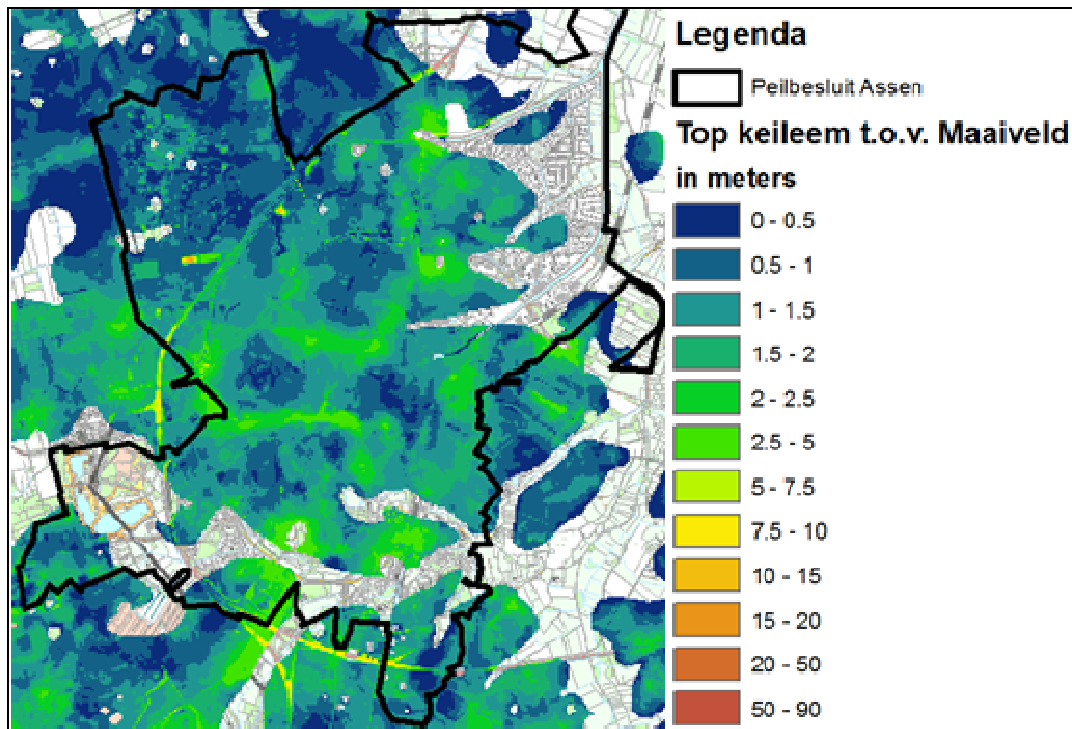 Legenda
Peilbesluit Assen
Top keileem t.o.v. Maaiveld
in meters
0 - 0.5
0.5 - 1
1 - 1.5
1.5 - 2
2 - 2.5
2.5 - 5
5 - 7.5
7.5 - 10
10 - 15
15 - 20
20 - 50
50 - 90